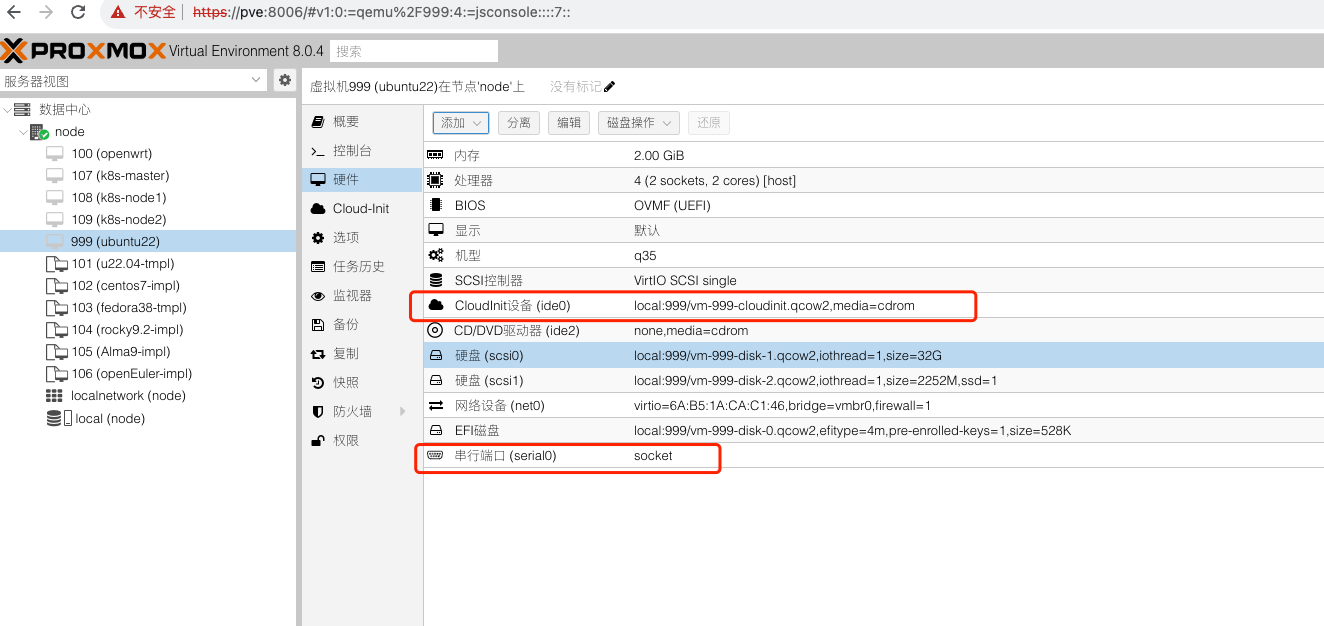 不安全 https://pve:8006/#v1:0:=qemu%2F999:4:=jsconsole::::7::
PROXMOX Virtual Environment 8.0.4 搜索
服务器视图
数据中心
node
100 (openwrt)
107 (k8s-master)
108 (k8s-node1)
109 (k8s-node2)
999 (ubuntu22)
101 (u22.04-tmpl)
102 (centos7-impl)
103 (fedora38-tmpl)
104 (rocky9.2-impl)
105 (Alma9-impl)
106 (openEuler-impl)
localnetwork (node)
local (node)
虚拟机999 (ubuntu22)在节点'node'上 没有标记
概要
控制台
硬件
Cloud-Init
选项
任务历史
监视器
备份
复制
快照
防火墙
权限
添加 分离 编辑 磁盘操作 还原
内存 2.00 GiB
处理器 4 (2 sockets, 2 cores) [host]
BIOS OVMF (UEFI)
显示 默认
机型 q35
SCSI控制器 VirtIO SCSI single
CloudInit设备 (ide0) local:999/vm-999-cloudinit.qcow2,media=cdrom
CD/DVD驱动器 (ide2) none,media=cdrom
硬盘 (scsi0) local:999/vm-999-disk-1.qcow2,iothread=1,size=32G
硬盘 (scsi1) local:999/vm-999-disk-2.qcow2,iothread=1,size=2252M,ssd=1
网络设备 (net0) virtio=6A:B5:1A:CA:C1:46,bridge=vmbr0,firewall=1
EFI磁盘 local:999/vm-999-disk-0.qcow2,efitype=4m,pre-enrolled-keys=1,size=528K
串行端口 (serial0) socket